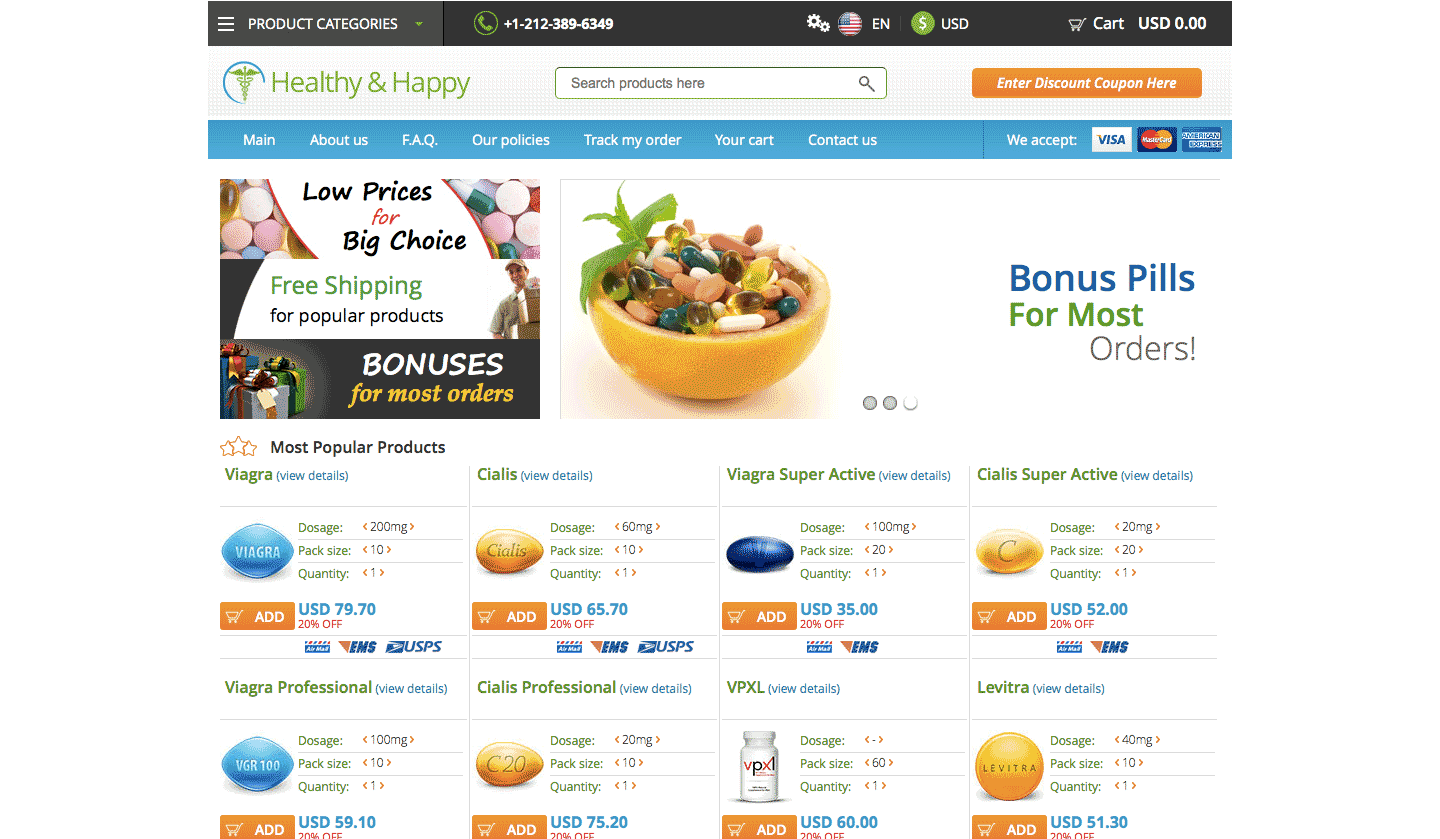 PRODUCT CATEGORIES
+1-212-389-6349
$
EN
USD
Cart USD 0.00
Healthy & Happy
Search products here
Enter Discount Coupon Here
Main About us F.A.Q. Our policies Track my order Your cart Contact us
We accept: VISA MasterCard AMERICAN EXPRESS
Low Prices
for
Big Choice
Free Shipping
for popular products
BONUSES
for most orders
Bonus Pills
For Most
Orders!
Most Popular Products
Viagra (view details)
VIAGRA
Dosage: <200mg>
Pack size: <10>
Quantity: <1>
ADD USD 79.70
20% OFF
Air Mail EMS USPS
Cialis (view details)
Cialis
Dosage: <60mg>
Pack size: <10>
Quantity: <1>
ADD USD 65.70
20% OFF
Air Mail EMS USPS
Viagra Super Active (view details)
Dosage: <100mg>
Pack size: <20>
Quantity: <1>
ADD USD 35.00
20% OFF
Air Mail EMS
Cialis Super Active (view details)
C
Dosage: <20mg>
Pack size: <20>
Quantity: <1>
ADD USD 52.00
20% OFF
Air Mail EMS
Viagra Professional (view details)
VGR 100
Dosage: <100mg>
Pack size: <10>
Quantity: <1>
ADD USD 59.10
20% OFF
Cialis Professional (view details)
C 20
Dosage: <20mg>
Pack size: <10>
Quantity: <1>
ADD USD 75.20
20% OFF
VPXL (view details)
vpxl
Dosage: <->
Pack size: <60>
Quantity: <1>
ADD USD 60.00
20% OFF
Levitra (view details)
LEVITRA
Dosage: <40mg>
Pack size: <10>
Quantity: <1>
ADD USD 51.30
20% OFF